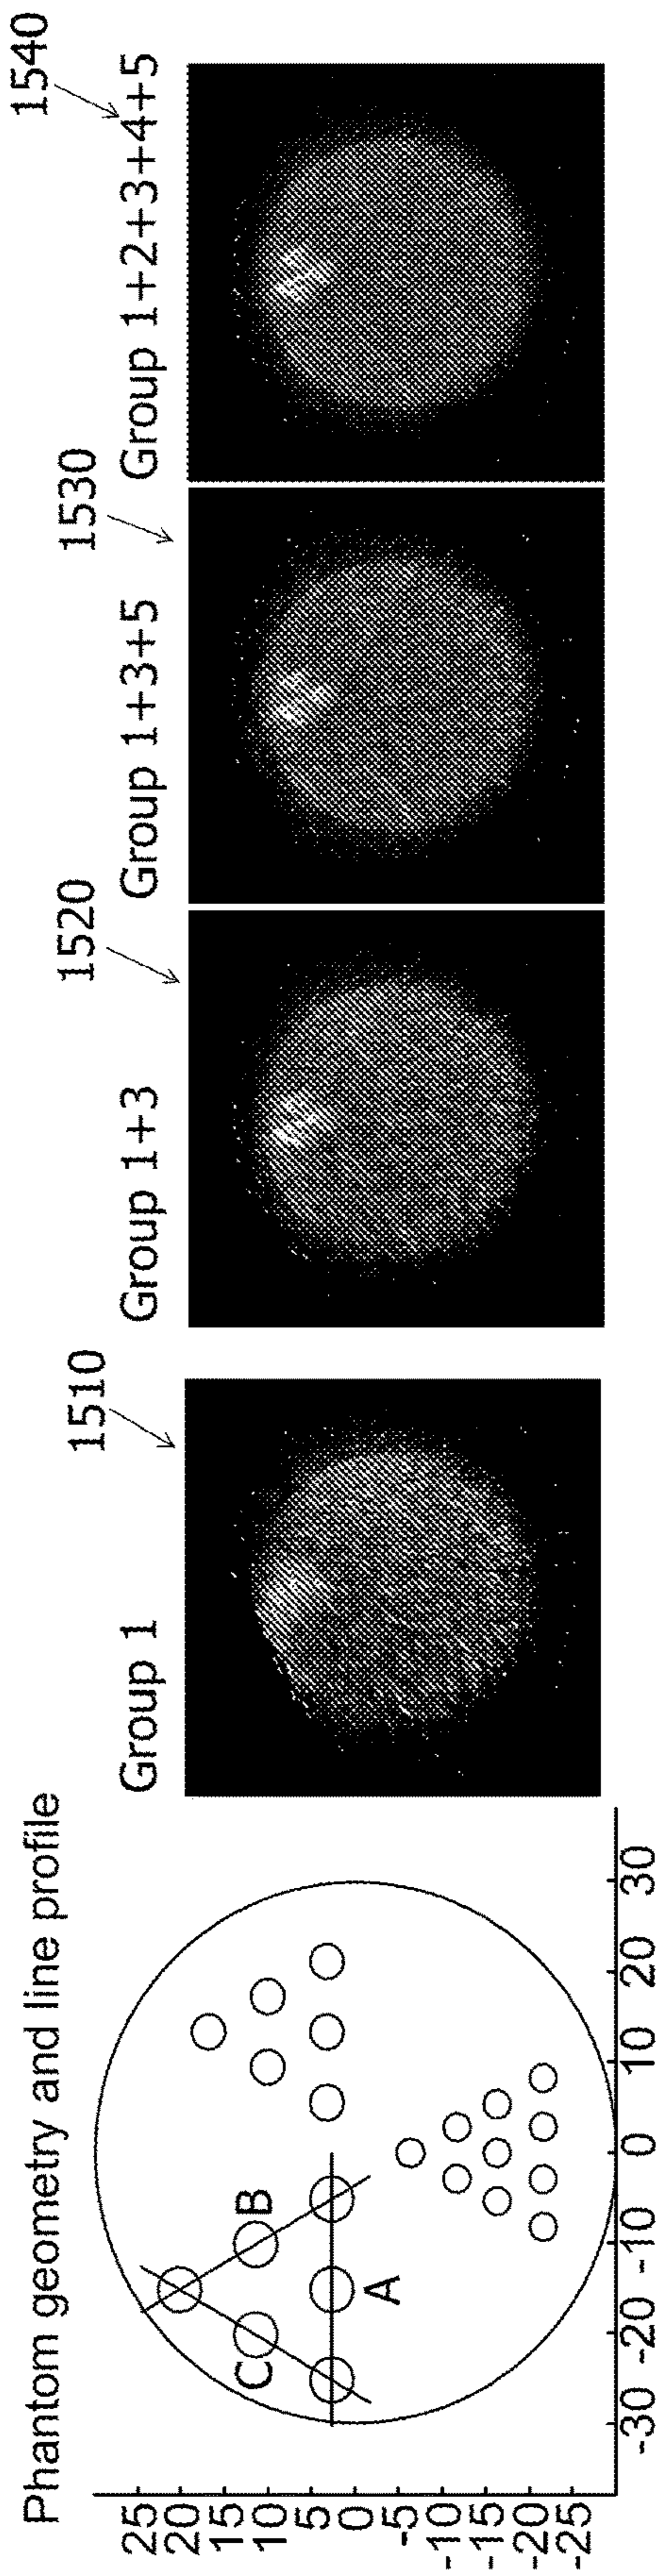 Phantom geometry and line profile
25
20
15
10
5
0
-5
-10
-15
-20
-25
-30 -20 -10 0 10 20 30
C
B
A
Group 1
1510
Group 1+3
1520
Group 1+3+5
1530
Group 1+2+3+4+5
1540